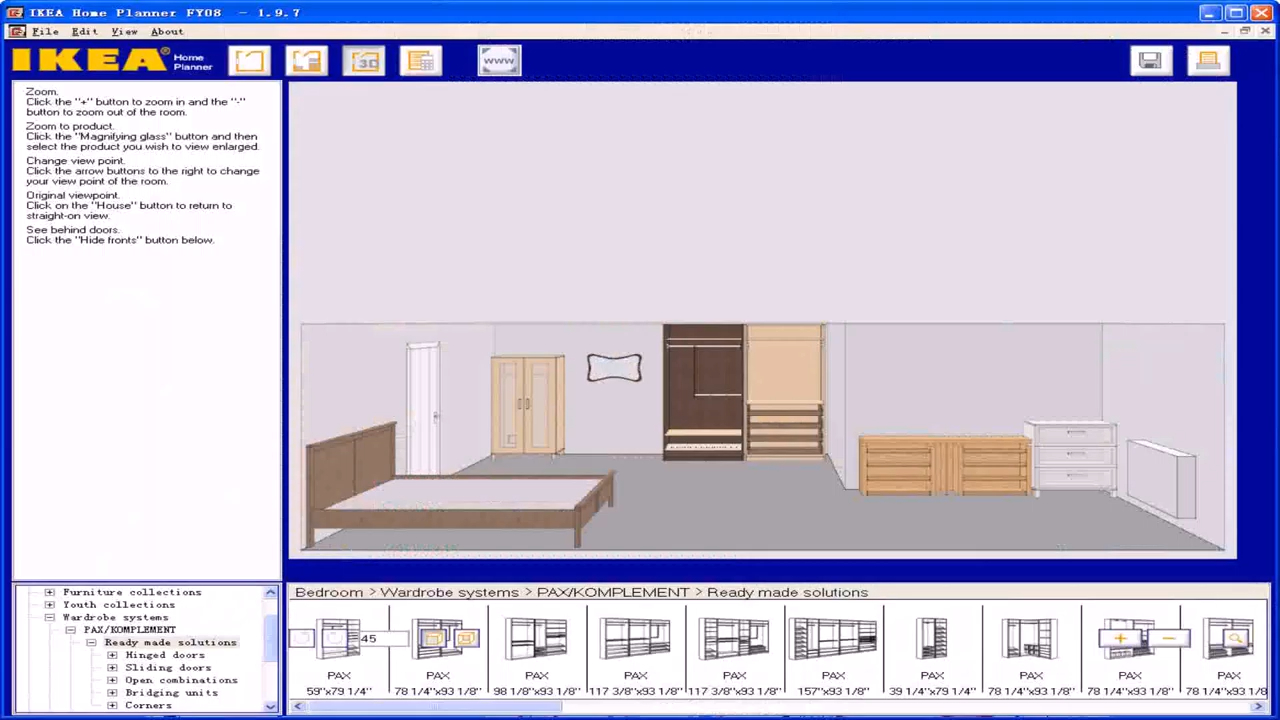 IKEA Home Planner FY08 - 1.9.7
File Edit View About
IKEA® Home Planner
3D
www
Zoom.
Click the "+" button to zoom in and the "-"
button to zoom out of the room.
Zoom to product.
Click the "Magnifying glass" button and then
select the product you wish to view enlarged.
Change view point.
Click the arrow buttons to the right to change
your view point of the room.
Original viewpoint.
Click on the "House" button to return to
straight-on view.
See behind doors.
Click the "Hide fronts" button below.
Furniture collections
Youth collections
Wardrobe systems
PAX/KOMPLEMENT
Ready made solutions
Hinged doors
Sliding doors
Open combinations
Bridging units
Corners
Bedroom > Wardrobe systems > PAX/KOMPLEMENT > Ready made solutions
45
PAX PAX PAX PAX PAX PAX PAX PAX PAX PAX
59"x79 1/4" 78 1/4"x93 1/8" 98 1/8"x93 1/8" 117 3/8"x93 1/8" 117 3/8"x93 1/8" 157"x93 1/8" 39 1/4"x79 1/4" 78 1/4"x93 1/8" 78 1/4"x93 1/8" 78 1/4"x93 1/8